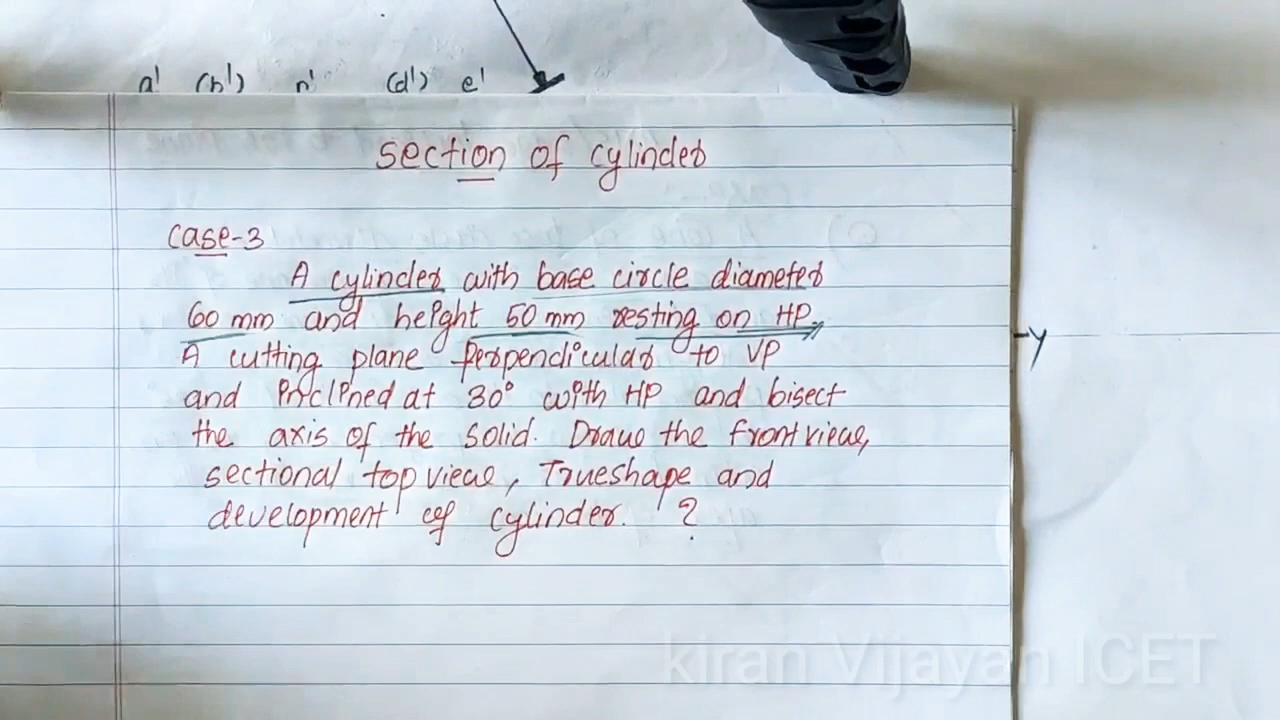 a' (b') n' (d') e'
section of cylinder
case-3
A cylinder with base circle diameter
60 mm and height 50 mm resting on HP.
A cutting plane perpendicular to VP
and inclined at 30° with HP and bisect
the axis of the solid. Draw the front view,
sectional top view, Trueshape and
development of cylinder. ?
Y
kiran Vijayan ICET